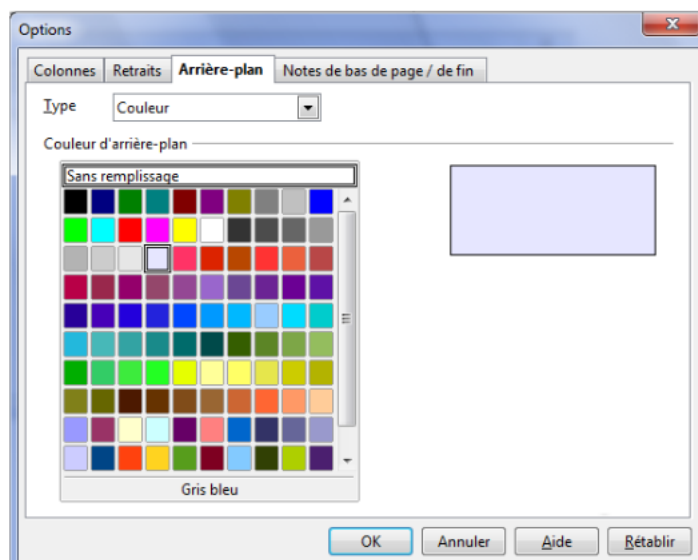 Options
Colonnes Retraits Arrière-plan Notes de bas de page / de fin
Type Couleur
Couleur d'arrière-plan
Sans remplissage
Gris bleu
OK Annuler Aide Rétablir